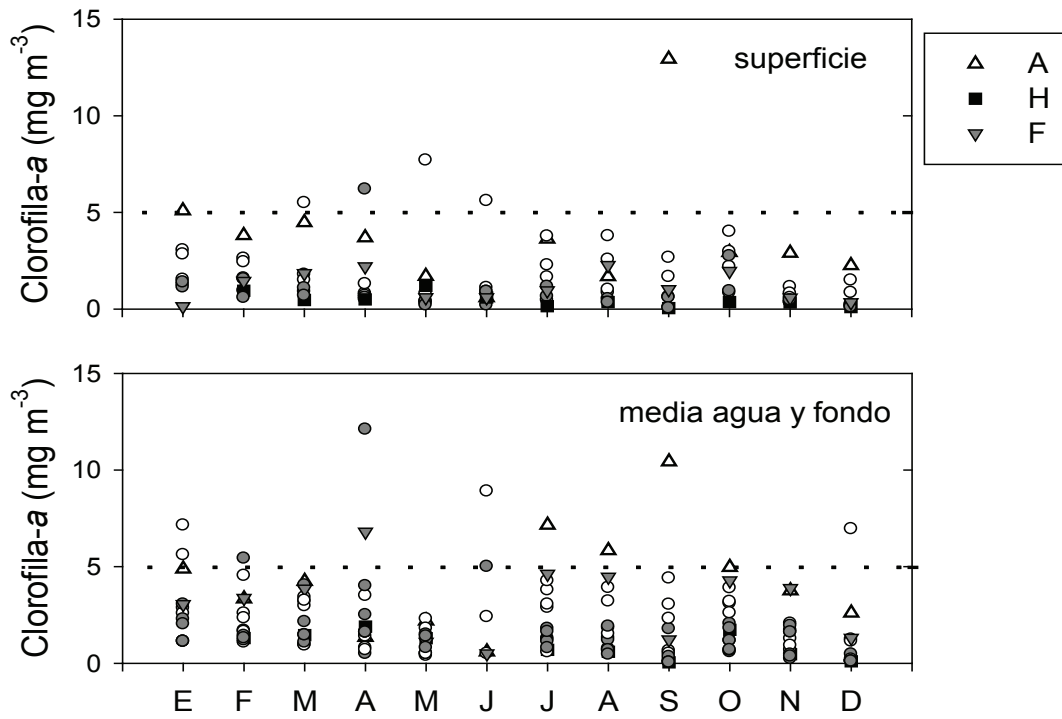 15
10
5
0
Clorofila-a (mg m-3)
superficie
A
H
F
15
10
5
0
Clorofila-a (mg m-3)
media agua y fondo
E F M A M J J A S O N D